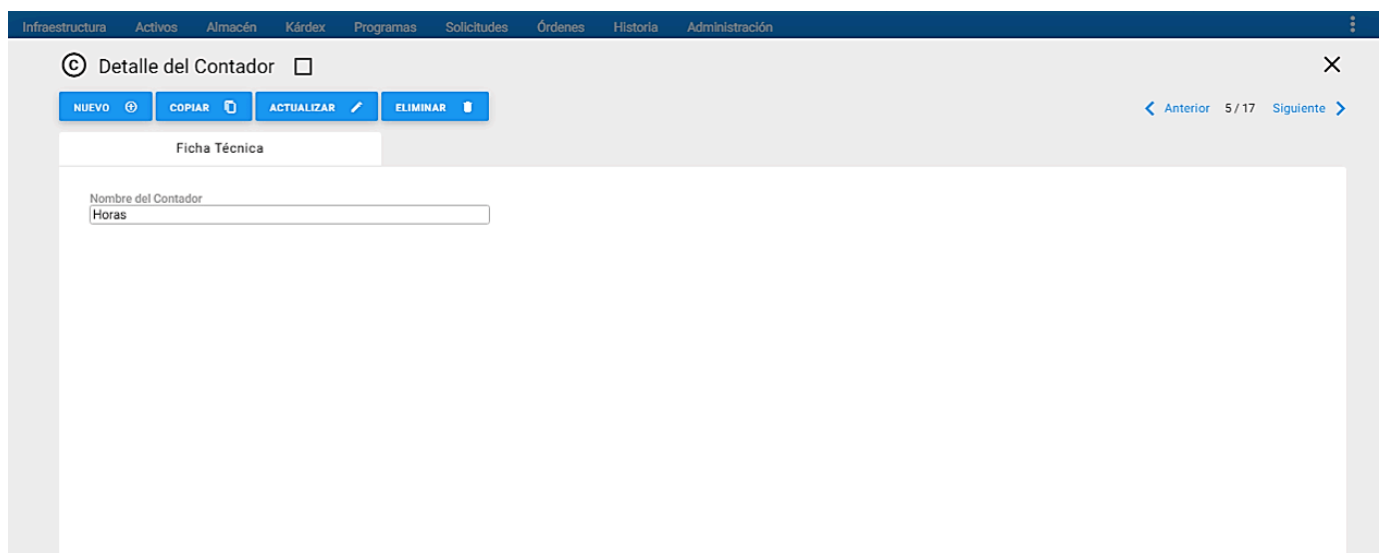 Infraestructura Activos Almacén Kárdex Programas Solicitudes Órdenes Historia Administración
C Detalle del Contador
NUEVO COPIAR ACTUALIZAR ELIMINAR Anterior 5 / 17 Siguiente
Ficha Técnica
Nombre del Contador
Horas